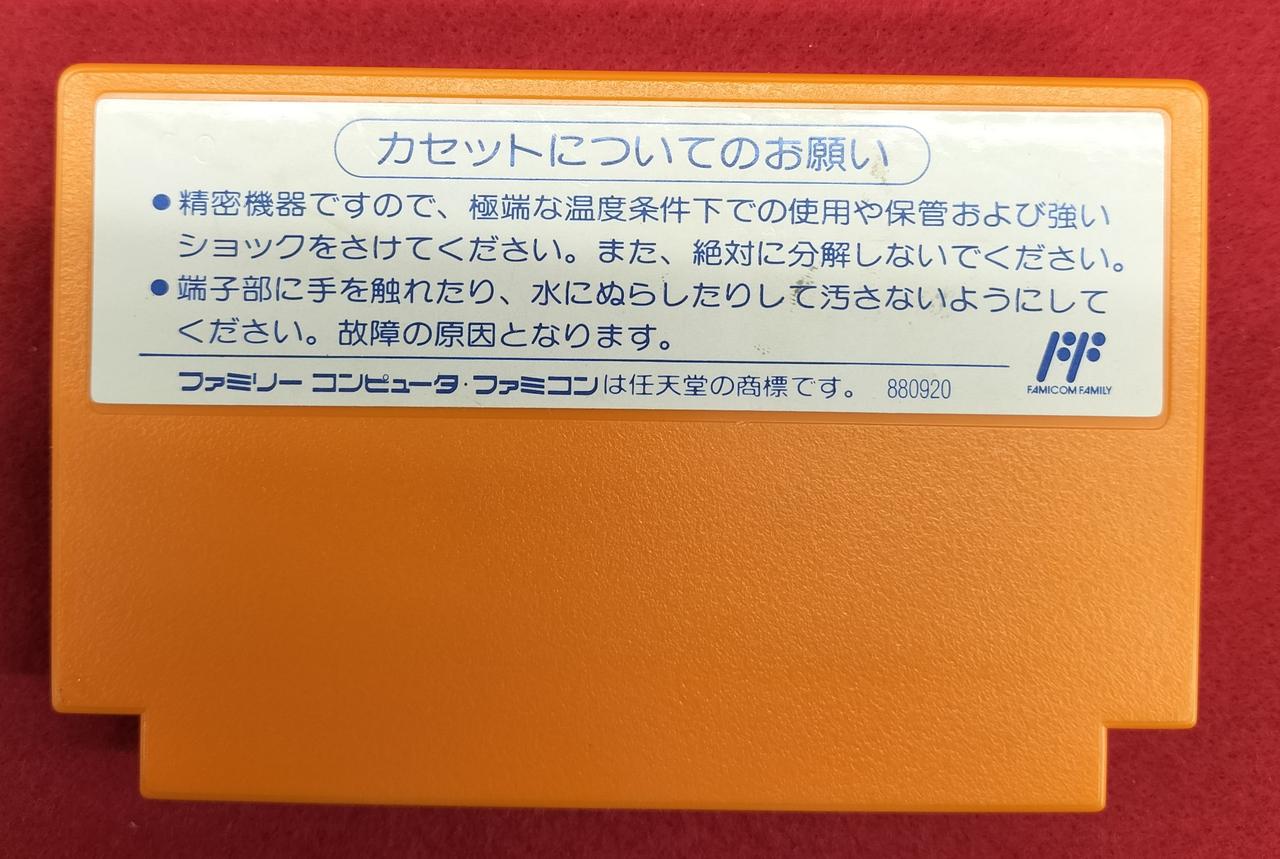 カセットについてのお願い
●精密機器ですので、極端な温度条件下での使用や保管および強い
ショックをさけてください。また、絶対に分解しないでください。
●端子部に手を触れたり、水にぬらしたりして汚さないようにして
ください。故障の原因となります。
ファミリーコンピュータ・ファミコンは任天堂の商標です。 880920
FF
FAMICOM FAMILY